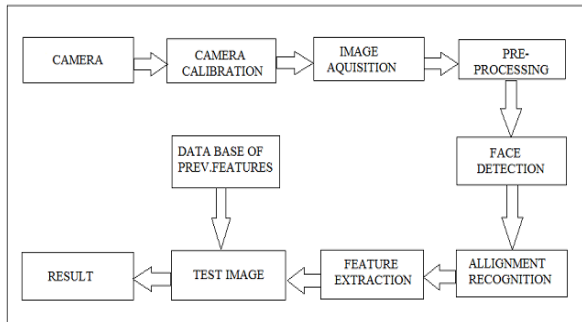 CAMERA
CAMERA
CALIBRATION
IMAGE
AQUISITION
PRE-
PROCESSING
DATA BASE OF
PREV.FEATURES
FACE
DETECTION
RESULT
TEST IMAGE
FEATURE
EXTRACTION
ALLIGNMENT
RECOGNITION